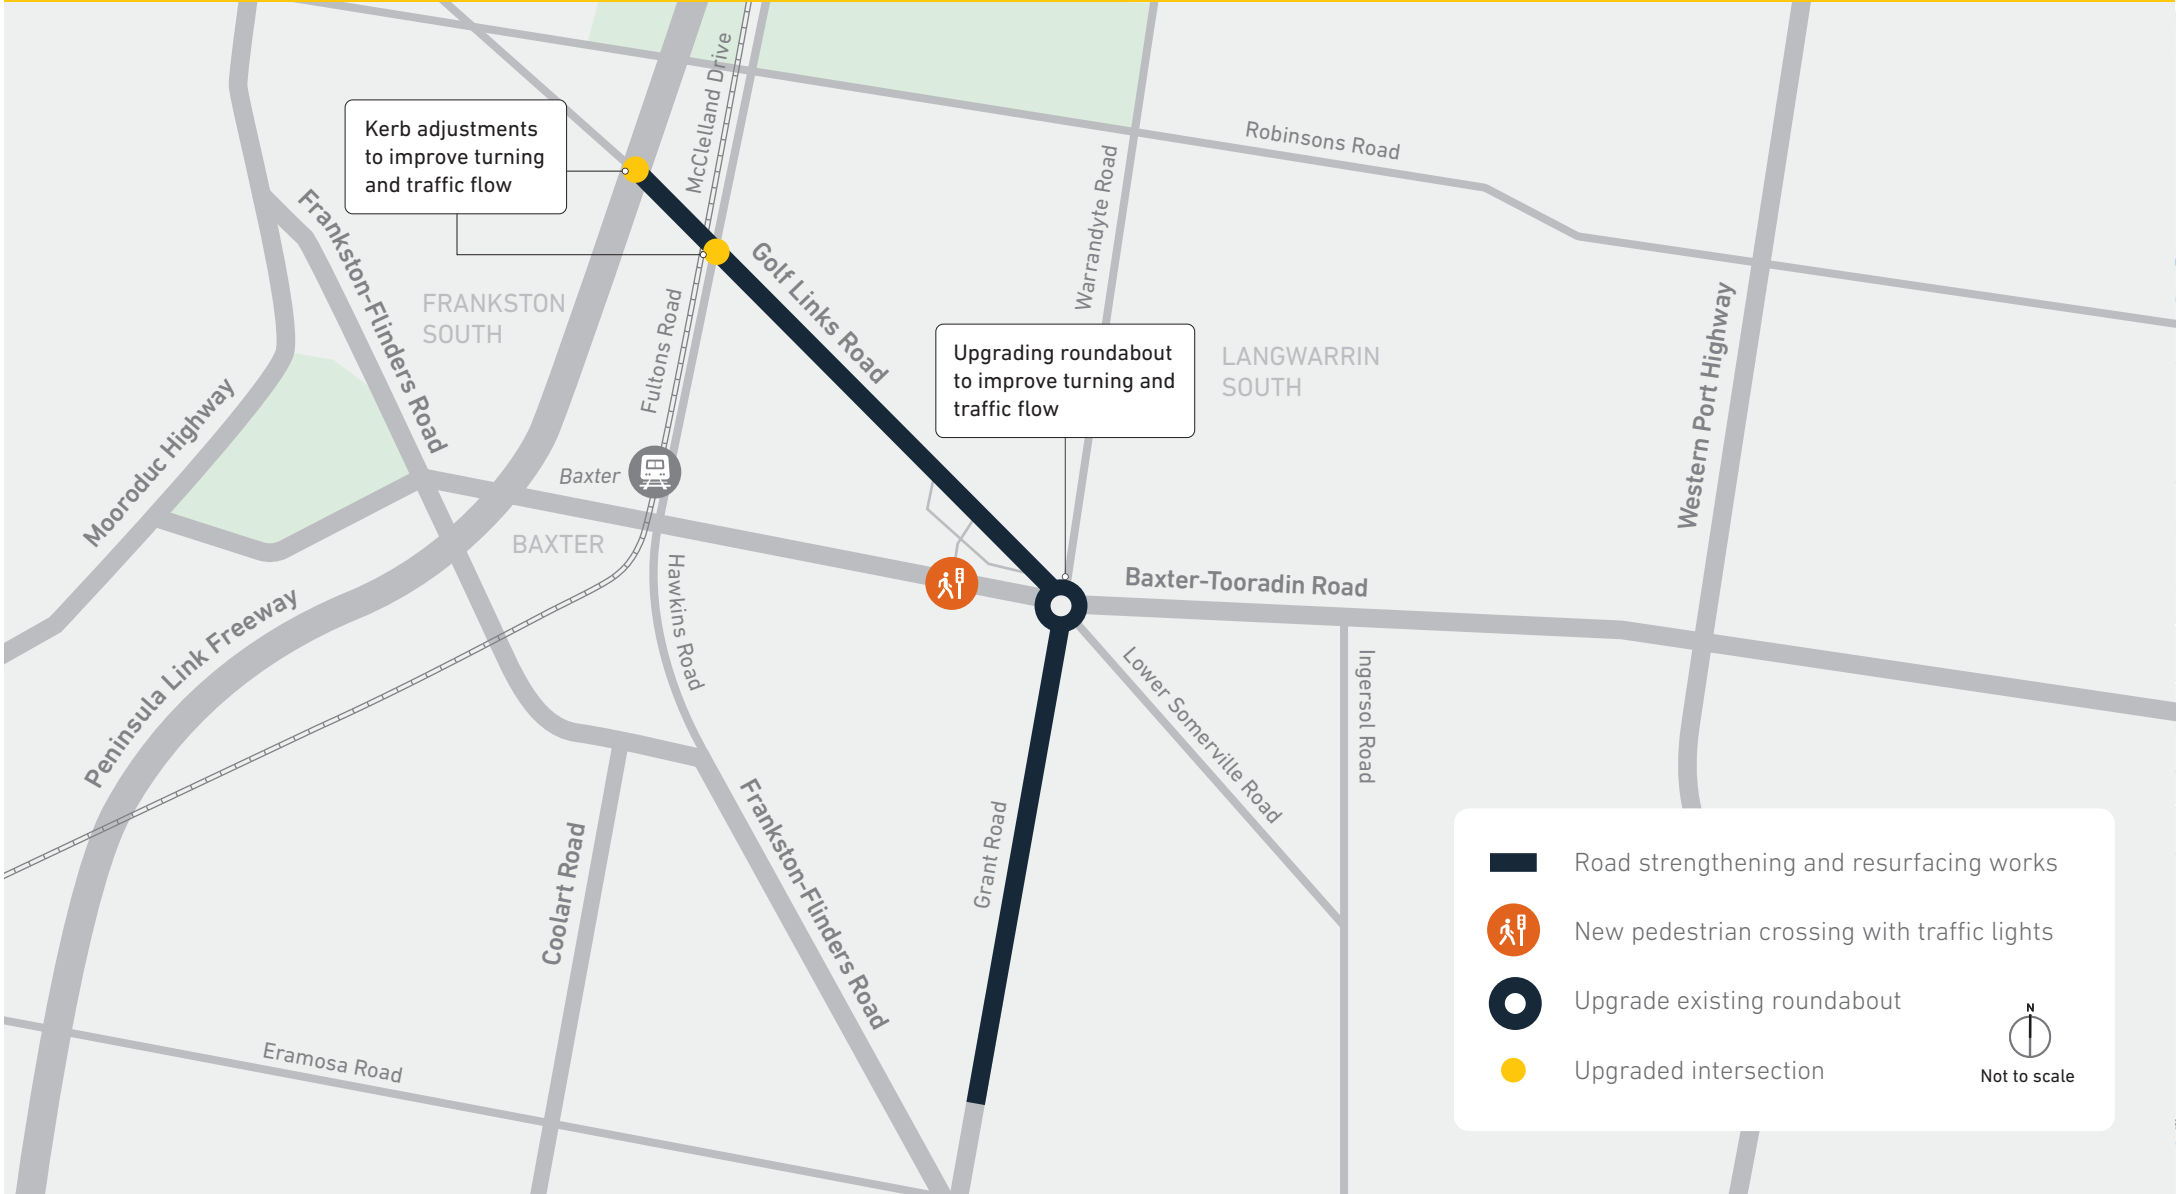 McClelland Drive
Kerb adjustments
to improve turning
and traffic flow
Robinsons Road
Warrandyte Road
Frankston-Flinders Road
Golf Links Road
FRANKSTON
SOUTH
Fultons Road
Upgrading roundabout
to improve turning and
traffic flow
LANGWARRIN
SOUTH
Western Port Highway
Mooroduc Highway
Baxter
BAXTER
Hawkins Road
Baxter-Tooradin Road
Peninsula Link Freeway
Lower Somerville Road
Ingersol Road
Grant Road
Coolart Road
Frankston-Flinders Road
Eramosa Road
Road strengthening and resurfacing works
New pedestrian crossing with traffic lights
Upgrade existing roundabout
Upgraded intersection
N
Not to scale